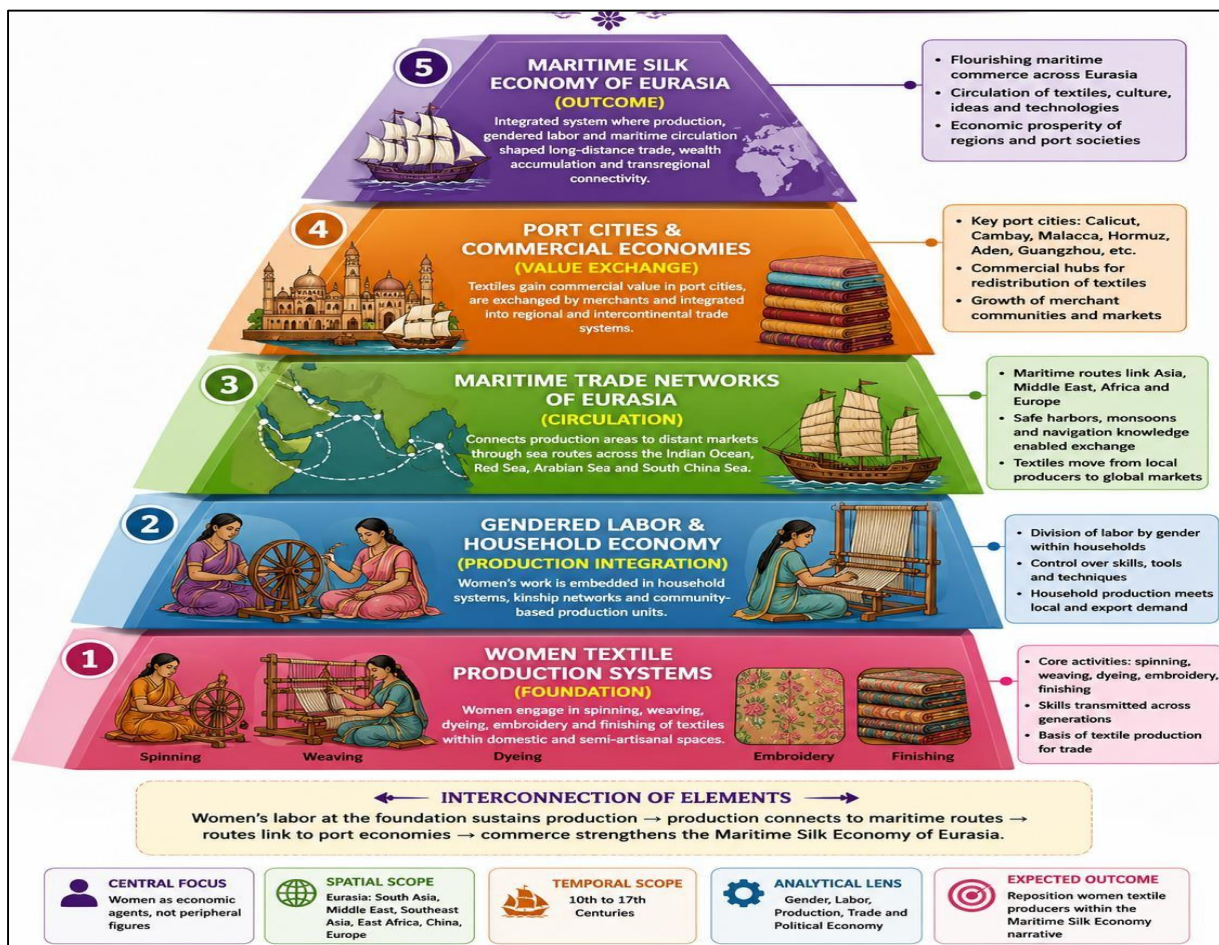 5
MARITIME SILK
ECONOMY OF EURASIA
(OUTCOME)
Integrated system where production,
gendered labor and maritime circulation
shaped long-distance trade, wealth
accumulation and transregional
connectivity.
• Flourishing maritime
commerce across Eurasia
• Circulation of textiles, culture,
ideas and technologies
• Economic prosperity of
regions and port societies
4
PORT CITIES &
COMMERCIAL ECONOMIES
(VALUE EXCHANGE)
Textiles gain commercial value in port cities,
are exchanged by merchants and integrated
into regional and intercontinental trade
systems.
• Key port cities: Calicut,
Cambay, Malacca, Hormuz,
Aden, Guangzhou, etc.
• Commercial hubs for
redistribution of textiles
• Growth of merchant
communities and markets
3
MARITIME TRADE NETWORKS
OF EURASIA
(CIRCULATION)
Connects production areas to distant markets
through sea routes across the Indian Ocean,
Red Sea, Arabian Sea and South China Sea.
• Maritime routes link Asia,
Middle East, Africa and
Europe
• Safe harbors, monsoons
and navigation knowledge
enabled exchange
• Textiles move from local
producers to global markets
2
GENDERED LABOR &
HOUSEHOLD ECONOMY
(PRODUCTION INTEGRATION)
Women's work is embedded in household
systems, kinship networks and community-
based production units.
• Division of labor by gender
within households
• Control over skills, tools
and techniques
• Household production meets
local and export demand
1
WOMEN TEXTILE
PRODUCTION SYSTEMS
(FOUNDATION)
Women engage in spinning, weaving,
dyeing, embroidery and finishing of textiles
within domestic and semi-artisanal spaces.
Spinning
Weaving
Dyeing
Embroidery
Finishing
• Core activities: spinning,
weaving, dyeing, embroidery,
finishing
• Skills transmitted across
generations
• Basis of textile production
for trade
INTERCONNECTION OF ELEMENTS
Women's labor at the foundation sustains production → production connects to maritime routes →
routes link to port economies → commerce strengthens the Maritime Silk Economy of Eurasia.
CENTRAL FOCUS
Women as economic
agents, not peripheral
figures
SPATIAL SCOPE
Eurasia: South Asia,
Middle East, Southeast
Asia, East Africa, China,
Europe
TEMPORAL SCOPE
10th to 17th
Centuries
ANALYTICAL LENS
Gender, Labor,
Production, Trade and
Political Economy
EXPECTED OUTCOME
Reposition women textile
producers within the
Maritime Silk Economy
narrative